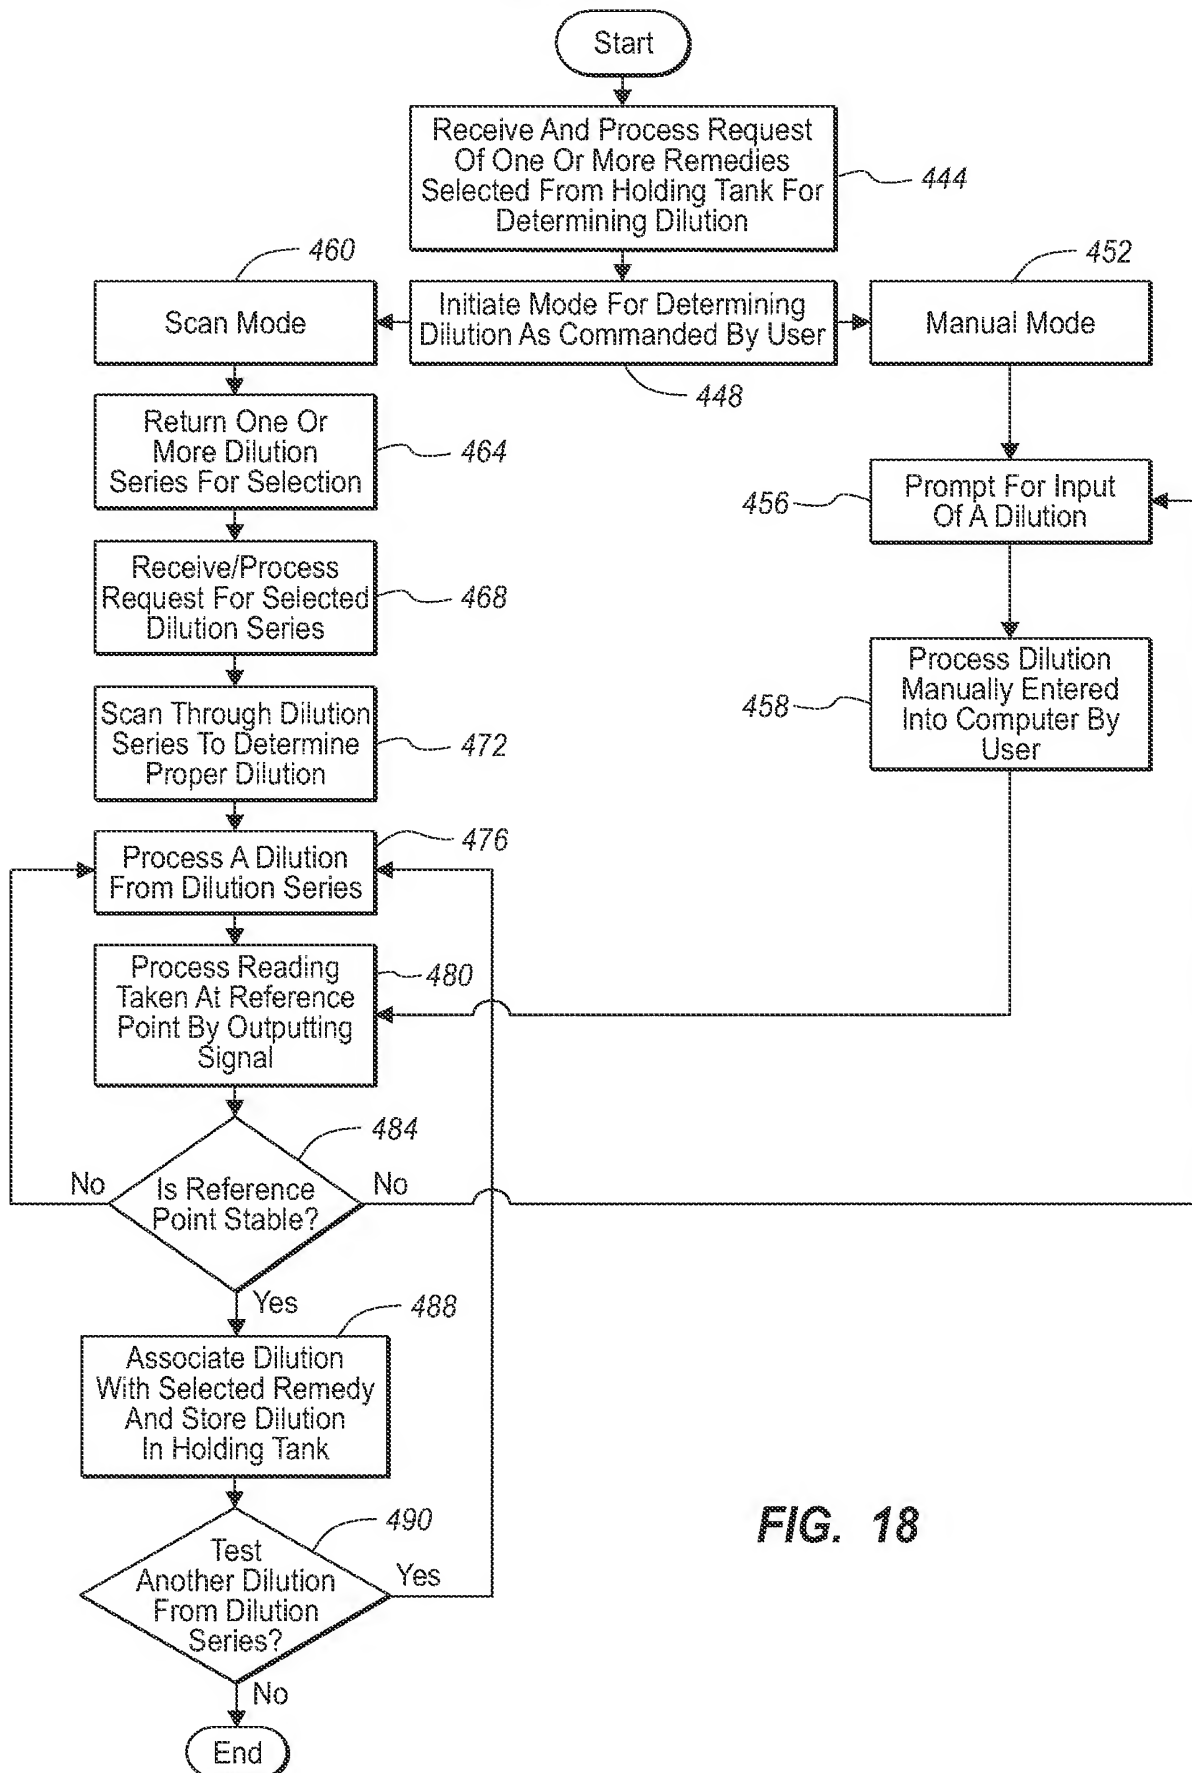 Start
Receive And Process Request
Of One Or More Remedies
Selected From Holding Tank For
Determining Dilution
444
460
452
Scan Mode
Initiate Mode For Determining
Dilution As Commanded By User
Manual Mode
448
Return One Or
More Dilution
Series For Selection
464
456
Prompt For Input
Of A Dilution
Receive/Process
Request For Selected
Dilution Series
468
Process Dilution
Manually Entered
Into Computer By
User
458
Scan Through Dilution
Series To Determine
Proper Dilution
472
476
Process A Dilution
From Dilution Series
Process Reading
Taken At Reference
Point By Outputting
Signal
480
484
No
Is Reference
Point Stable?
No
Yes
488
Associate Dilution
With Selected Remedy
And Store Dilution
In Holding Tank
490
Test
Another Dilution
From Dilution
Series?
Yes
No
End
FIG. 18